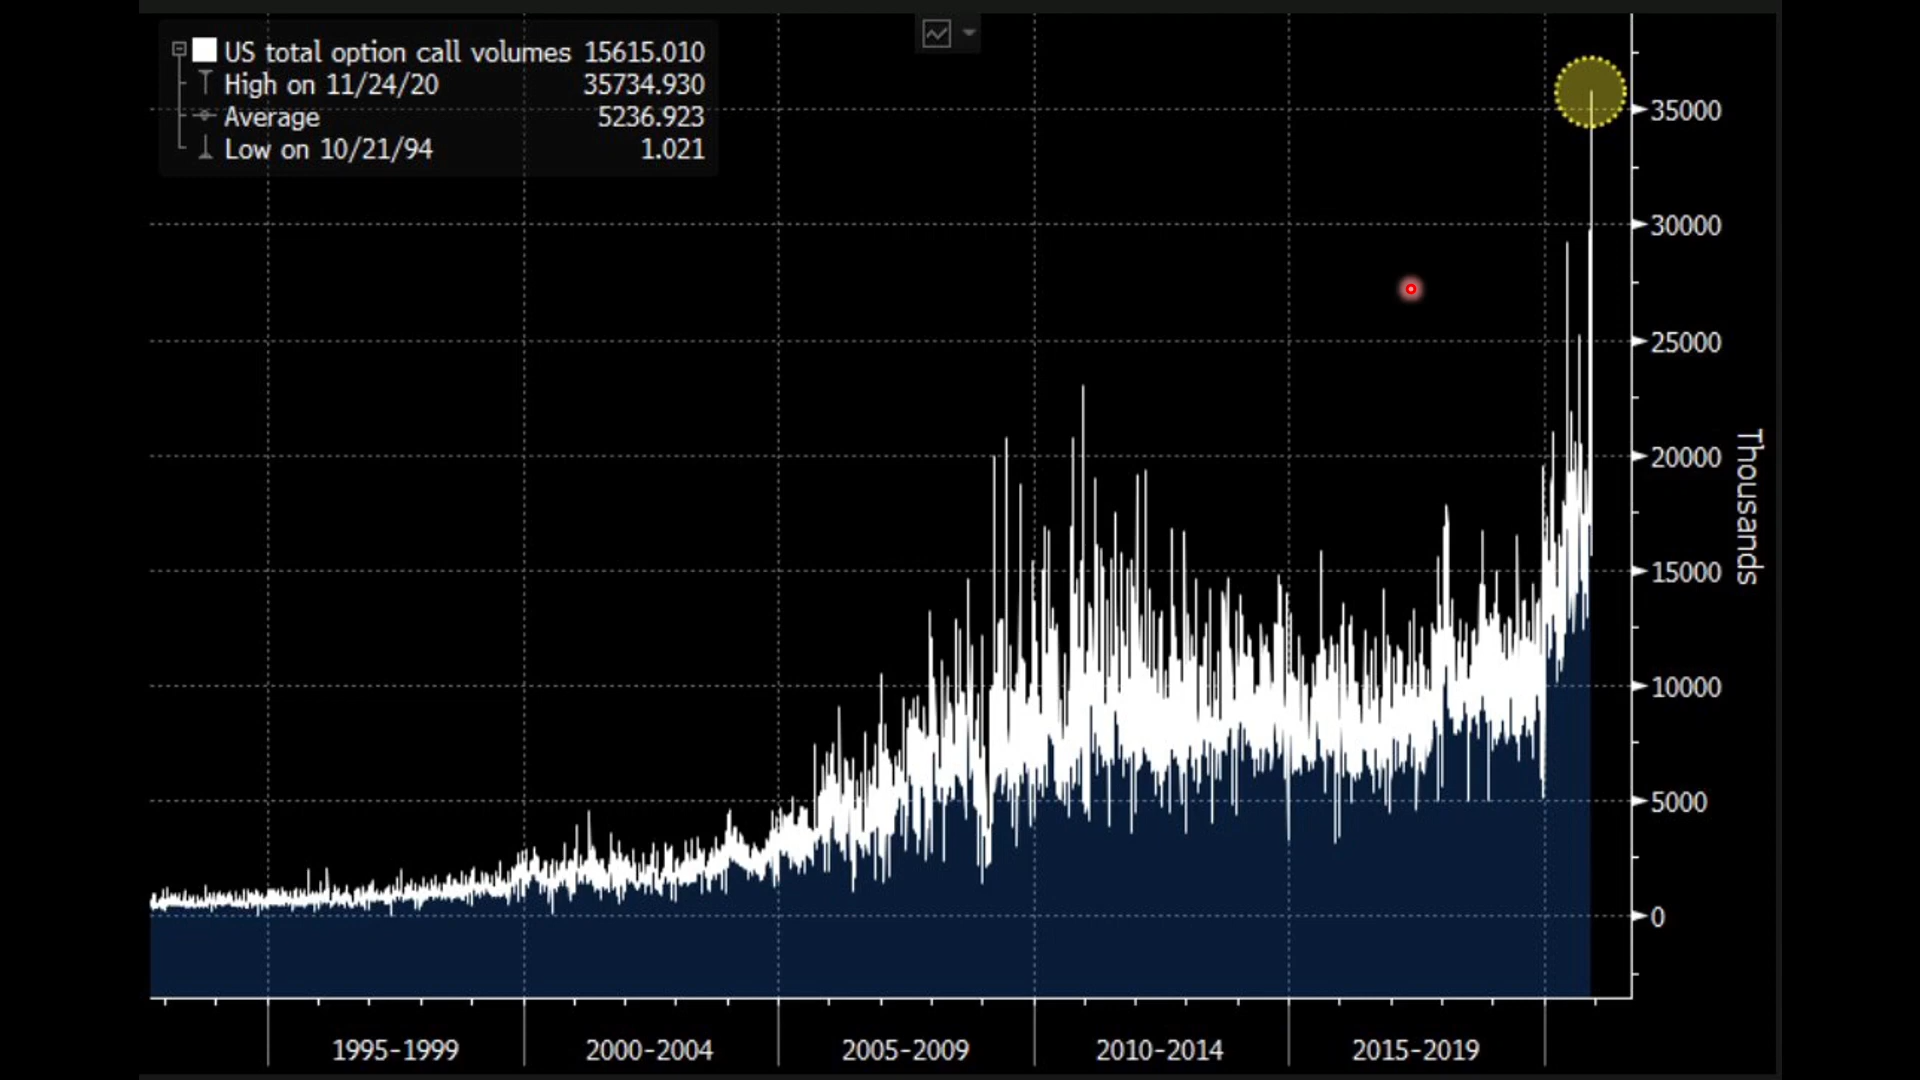 US total option call volumes 15615.010
High on 11/24/20 35734.930
Average 5236.923
Low on 10/21/94 1.021
35000
30000
25000
20000
15000
10000
5000
0
Thousands
1995-1999 2000-2004 2005-2009 2010-2014 2015-2019